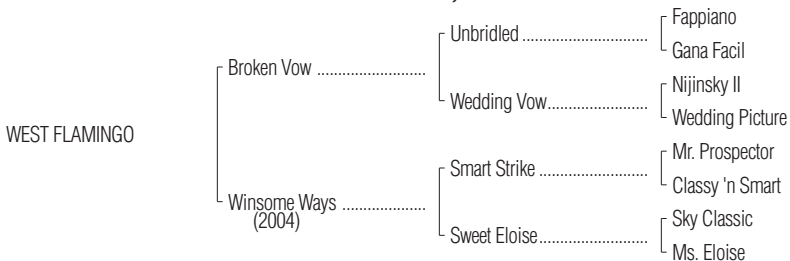 Fappiano
Unbridled ............................
Gana Facil
Broken Vow ........................
Nijinsky II
Wedding Vow......................
Wedding Picture
WEST FLAMINGO
Mr. Prospector
Smart Strike ........................
Classy 'n Smart
Winsome Ways ..................
(2004)
Sky Classic
Sweet Eloise........................
Ms. Eloise